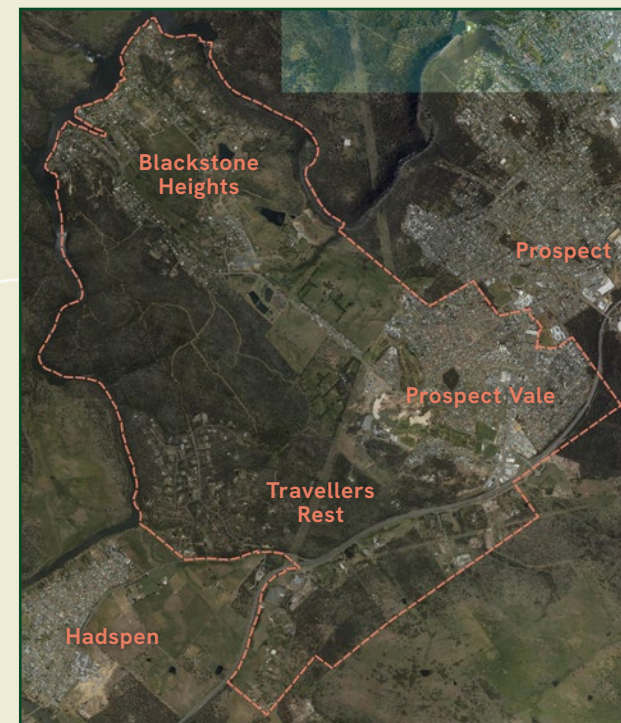 Blackstone
Heights
Prospect
Prospect Vale
Travellers
Rest
Hadspen